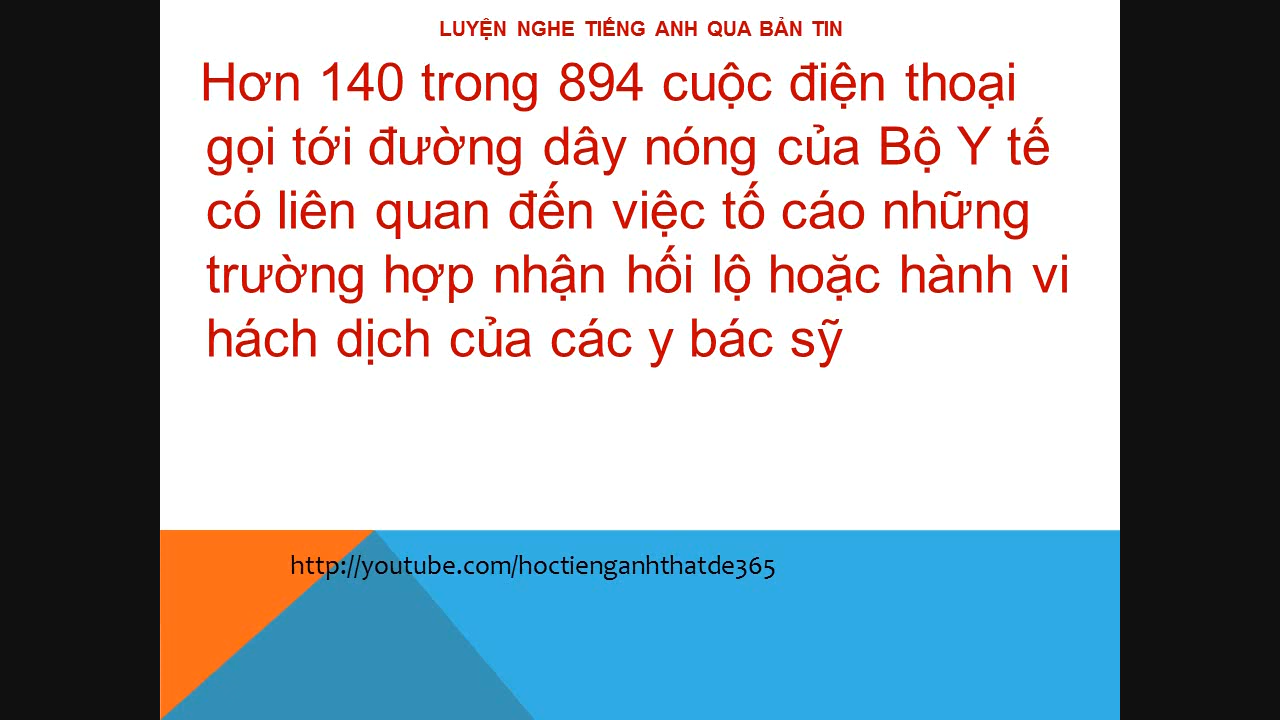 LUYỆN NGHE TIẾNG ANH QUA BẢN TIN
Hơn 140 trong 894 cuộc điện thoại
gọi tới đường dây nóng của Bộ Y tế
có liên quan đến việc tố cáo những
trường hợp nhận hối lộ hoặc hành vi
hách dịch của các y bác sỹ
http://youtube.com/hoctienganhthatde365